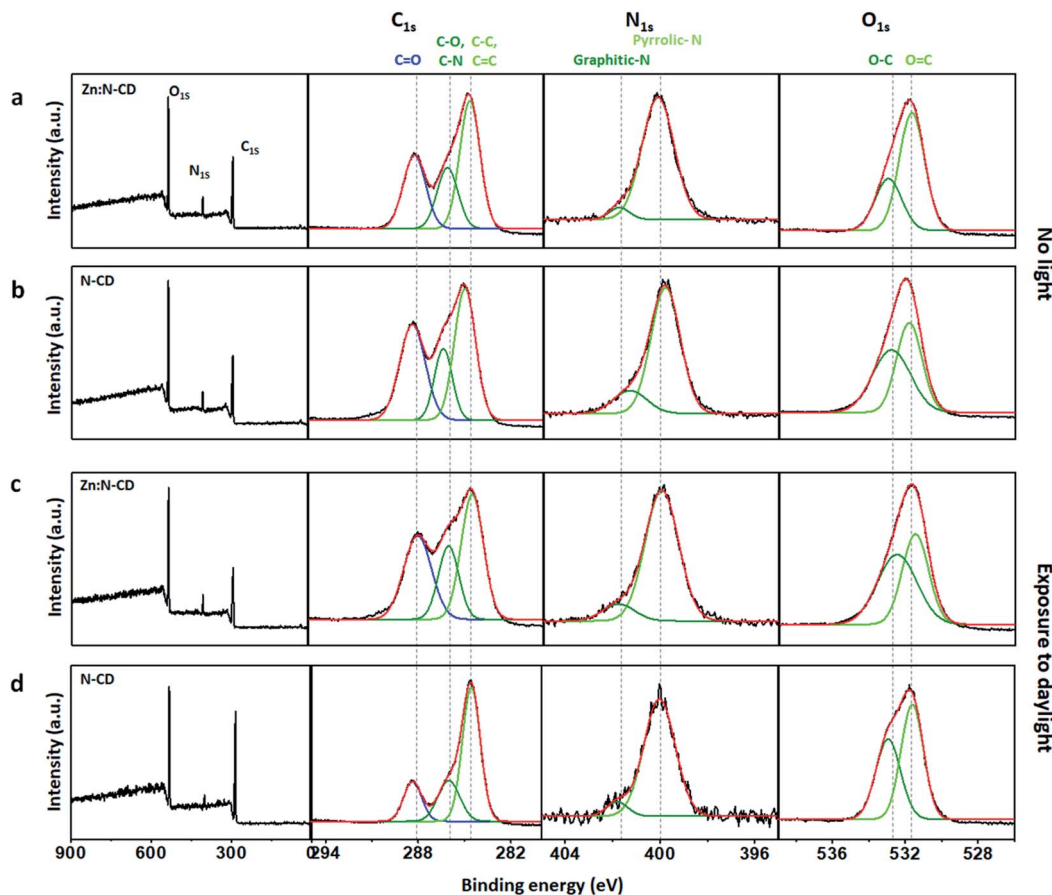 C1s N1s O1s
C=O
C-O,
C-N
C-C,
C=C
Graphitic-N
Pyrrolic- N
O-C O=C
a
Intensity (a.u.)
Zn:N-CD
O1S
N1S
C1S
b
Intensity (a.u.)
N-CD
No light
c
Intensity (a.u.)
Zn:N-CD
d
Intensity (a.u.)
N-CD
Exposure to daylight
900 600 300 0 294 288 282 404 400 396 536 532 528
Binding energy (eV)